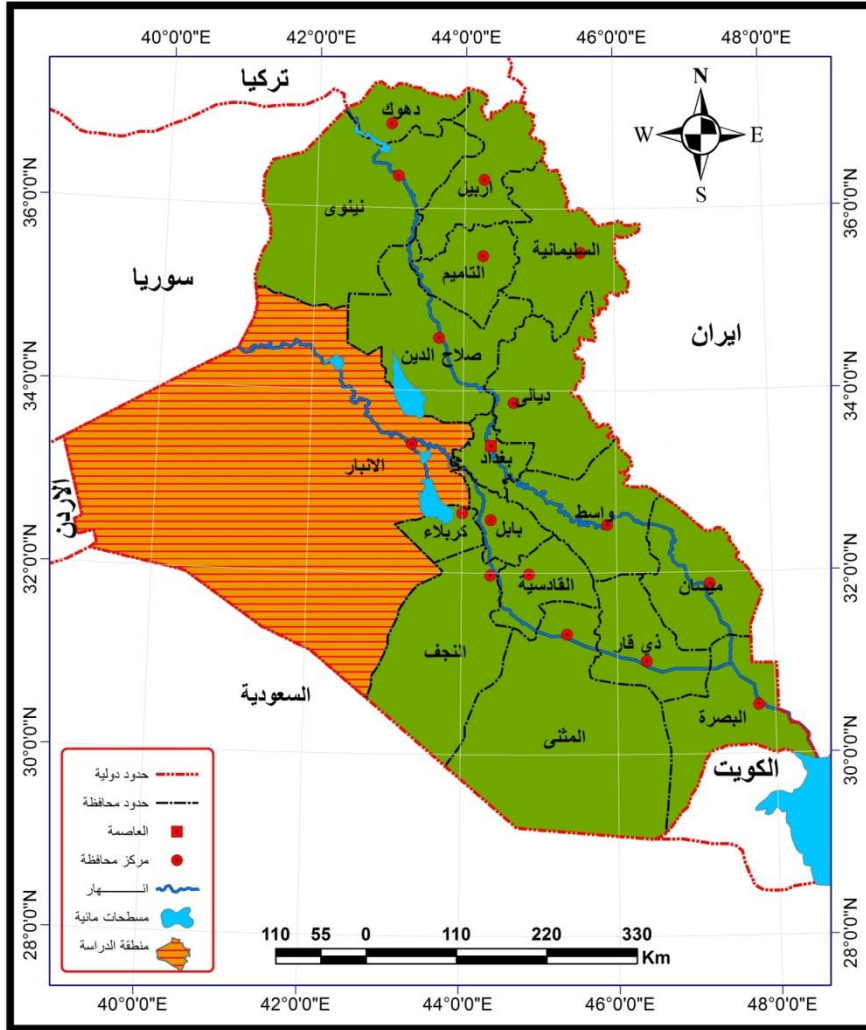 40°0'0"E 42°0'0"E 44°0'0"E 46°0'0"E 48°0'0"E
تركيا
N
W E
S
دهوك
36°0'0"N
36°0'0"N
اربيل
نينوى
السليمانية
التاميم
سوريا
ايران
صلاح الدين
34°0'0"N
34°0'0"N
ديالى
بغداد
الانبار
الاردن
واسط
بابل
كربلاء
32°0'0"N
32°0'0"N
القادسية
ميسان
ذي قار
النجف
السعودية
البصرة
المثنى
30°0'0"N
30°0'0"N
الكويت
حدود دولية
حدود محافظة
العاصمة
مركز محافظة
انـــــــهار
مسطحات مائية
منطقة الدراسة
28°0'0"N
28°0'0"N
110 55 0 110 220 330
Km
40°0'0"E 42°0'0"E 44°0'0"E 46°0'0"E 48°0'0"E